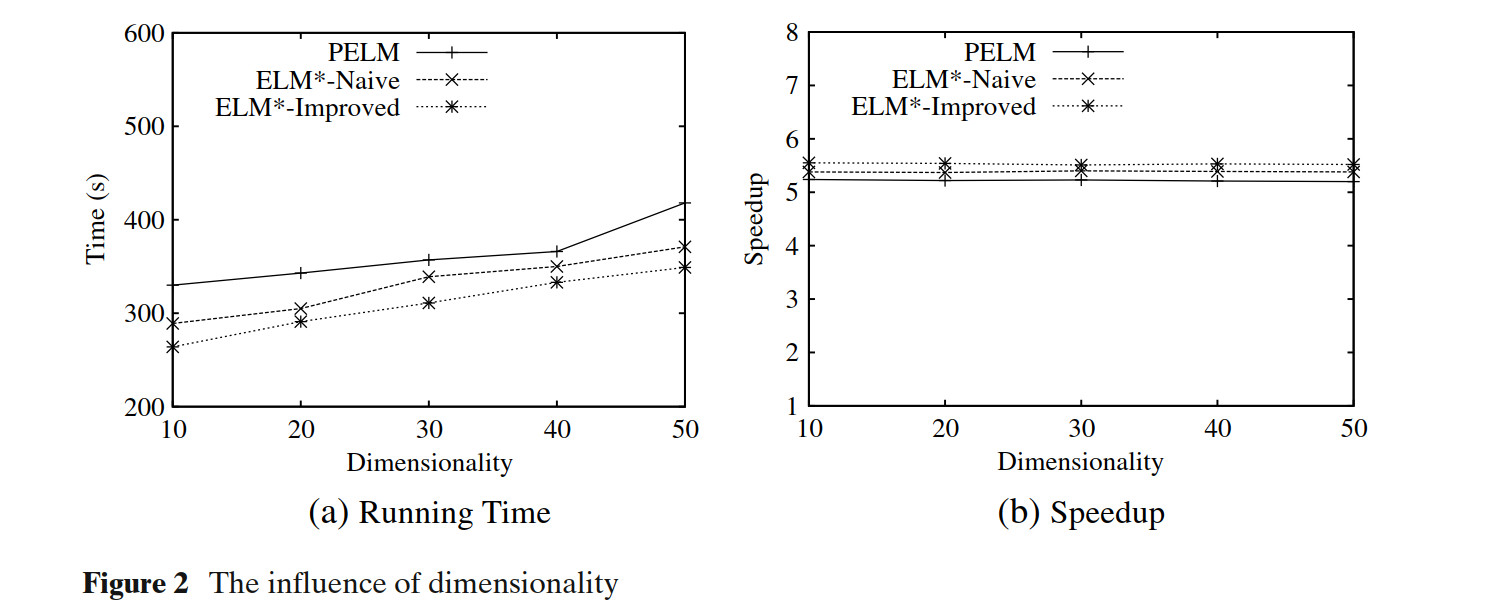 600
500
400
300
200
Time (s)
PELM
ELM*-Naive
ELM*-Improved
10 20 30 40 50
Dimensionality
(a) Running Time
8
7
6
5
4
3
2
1
Speedup
PELM
ELM*-Naive
ELM*-Improved
10 20 30 40 50
Dimensionality
(b) Speedup
Figure 2 The influence of dimensionality